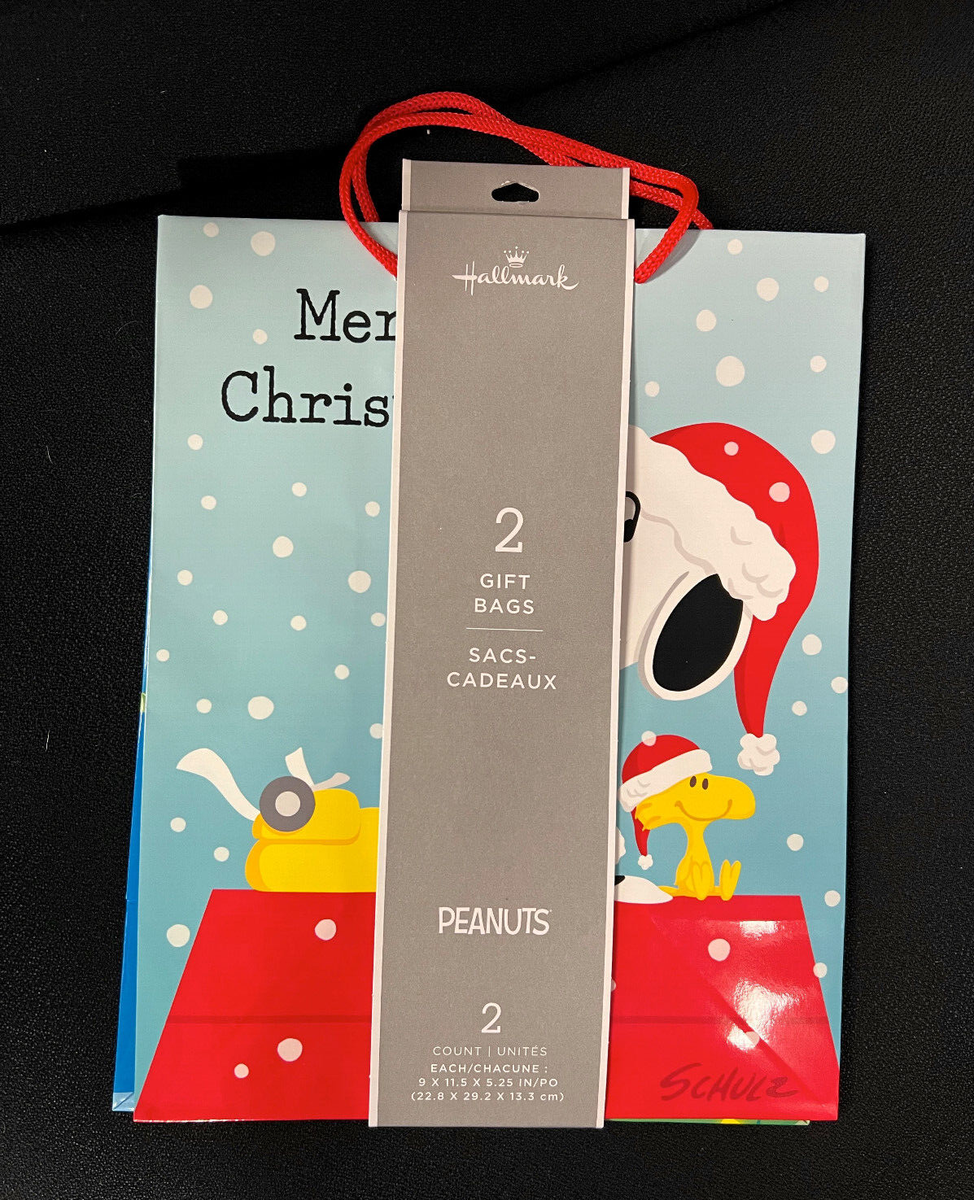 Hallmark
Mer
Chris
2
GIFT
BAGS
SACS-
CADEAUX
PEANUTS
2
COUNT | UNITÉS
EACH/CHACUNE :
9 X 11.5 X 5.25 IN/PO
(22.8 X 29.2 X 13.3 cm)
SCHULZ